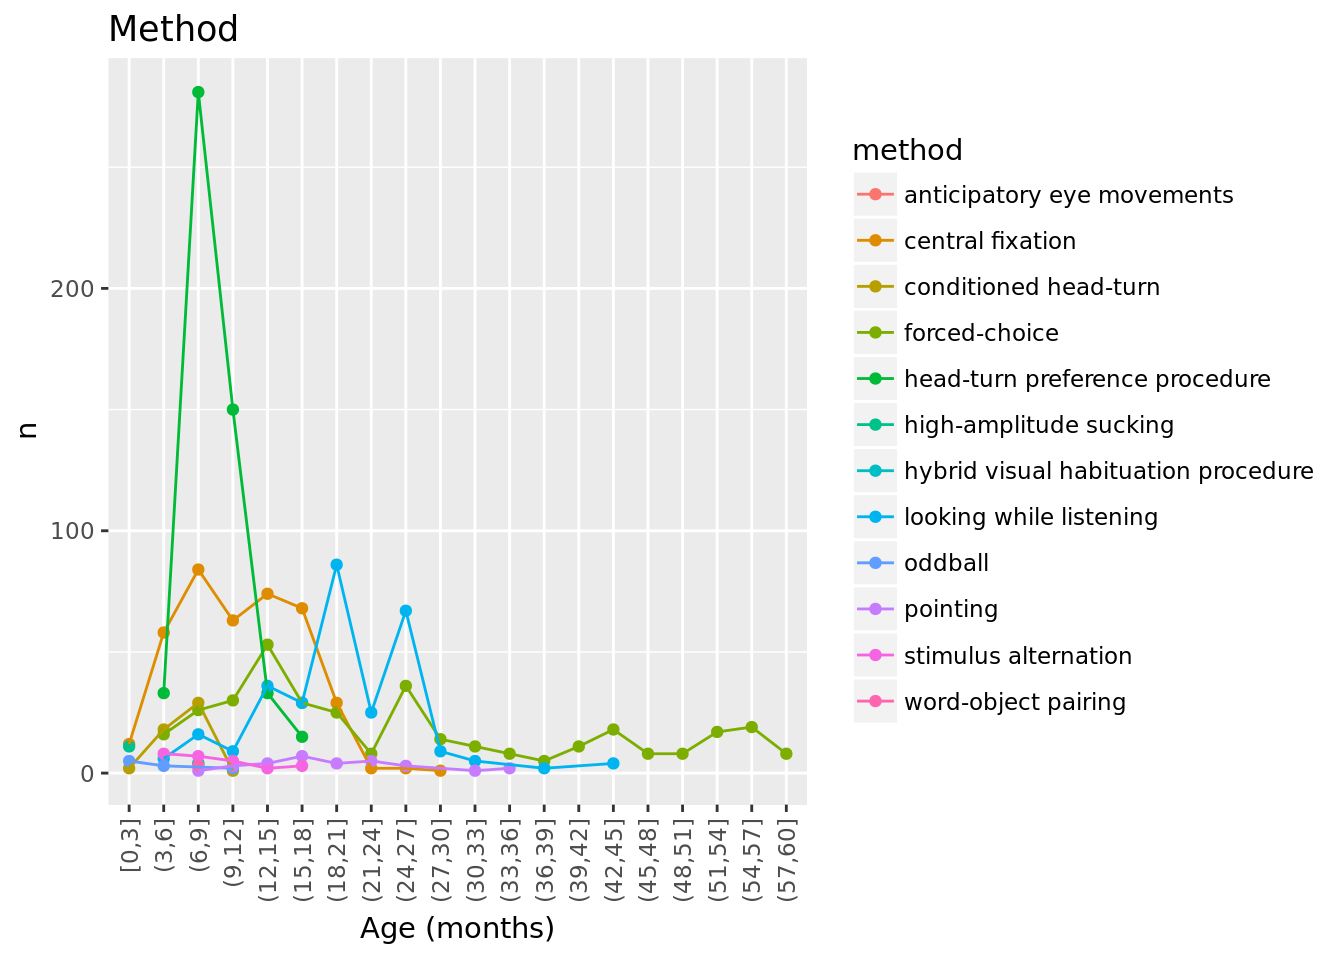 Method
n
200
100
0
[0,3]
(3,6]
(6,9]
(9,12]
(12,15]
(15,18]
(18,21]
(21,24]
(24,27]
(27,30]
(30,33]
(33,36]
(36,39]
(39,42]
(42,45]
(45,48]
(48,51]
(51,54]
(54,57]
(57,60]
Age (months)
method
anticipatory eye movements
central fixation
conditioned head-turn
forced-choice
head-turn preference procedure
high-amplitude sucking
hybrid visual habituation procedure
looking while listening
oddball
pointing
stimulus alternation
word-object pairing